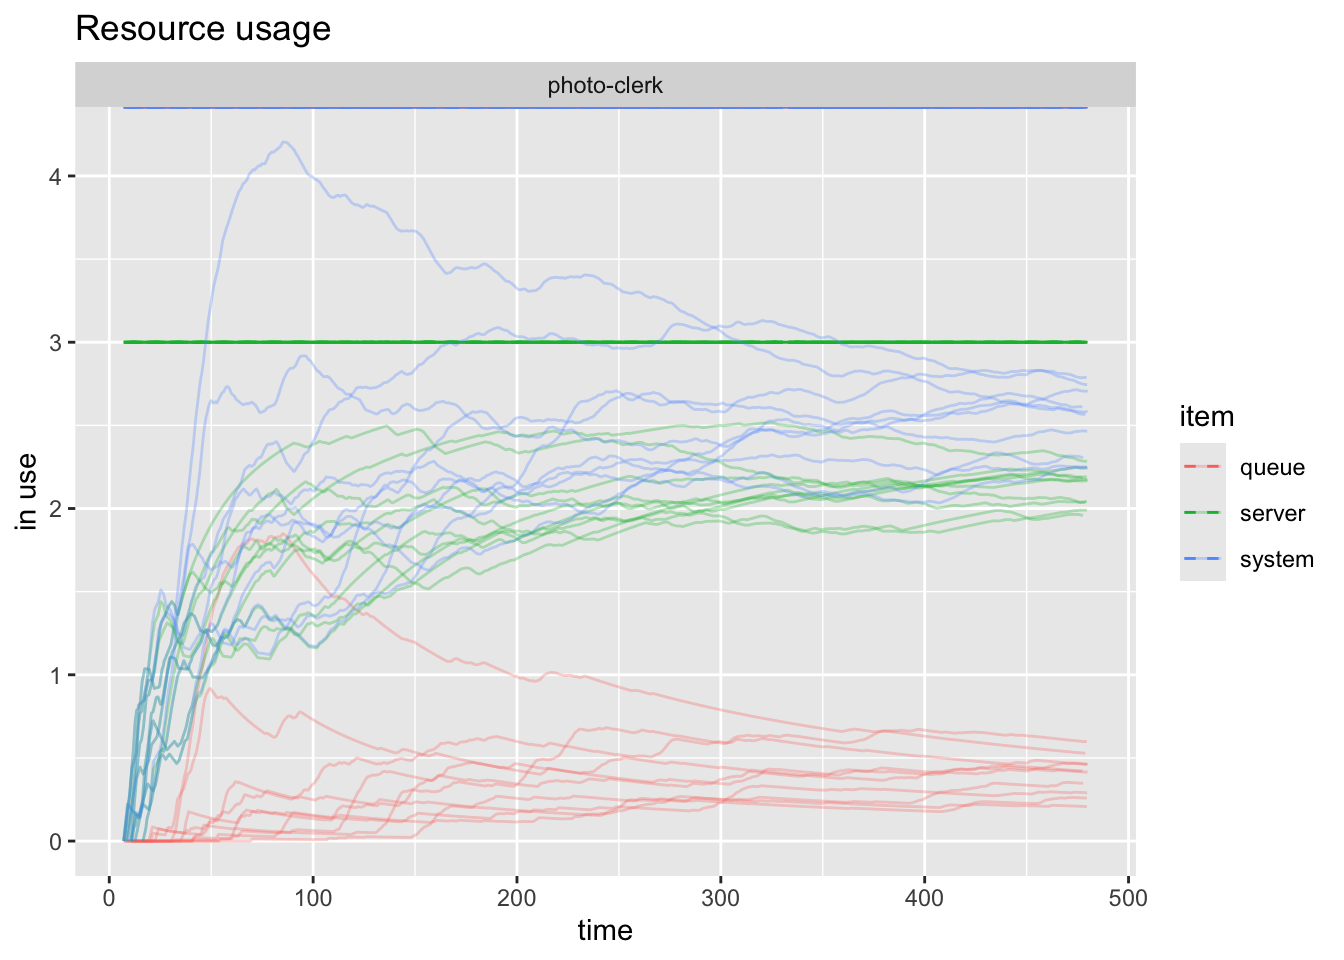 Resource usage
photo-clerk
in use
4
3
2
1
0
0 100 200 300 400 500
time
item
queue
server
system